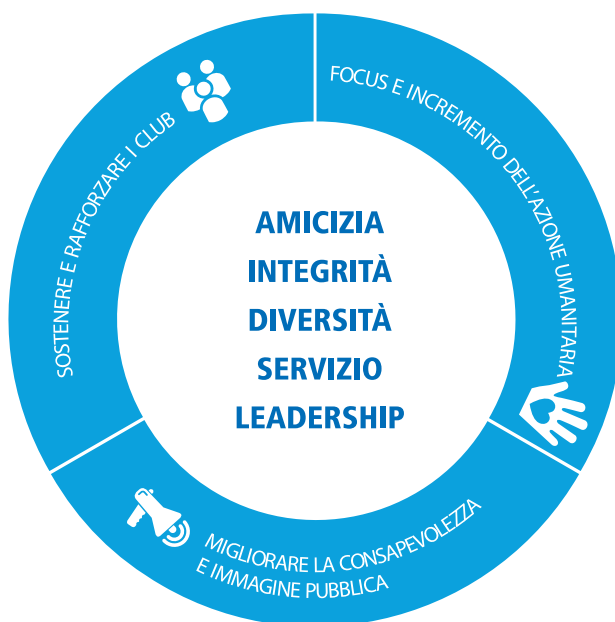 SOSTENERE E RAFFORZARE I CLUB
FOCUS E INCREMENTO DELL'AZIONE UMANITARIA
AMICIZIA
INTEGRITÀ
DIVERSITÀ
SERVIZIO
LEADERSHIP
MIGLIORARE LA CONSAPEVOLEZZA
E IMMAGINE PUBBLICA